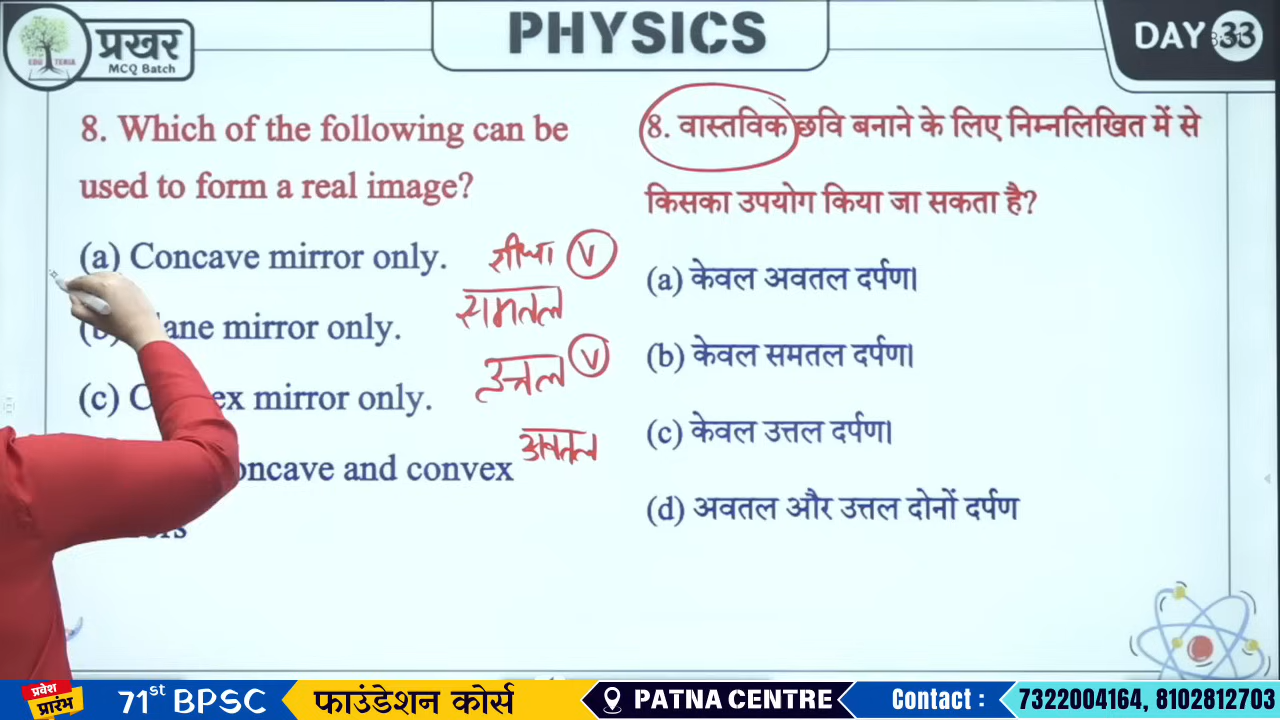 EDU TERIA
प्रखर
MCQ Batch
PHYSICS
DAY 33
8. Which of the following can be
used to form a real image?
(a) Concave mirror only.
ane mirror only.
(c) C ex mirror only.
oncave and convex
सीधा V
समतल
उत्तल V
अवतल
8. वास्तविक छवि बनाने के लिए निम्नलिखित में से
किसका उपयोग किया जा सकता है?
(a) केवल अवतल दर्पण।
(b) केवल समतल दर्पण।
(c) केवल उत्तल दर्पण।
(d) अवतल और उत्तल दोनों दर्पण
प्रवेश
प्रारंभ
71st BPSC
फाउंडेशन कोर्स
PATNA CENTRE
Contact :
7322004164, 8102812703